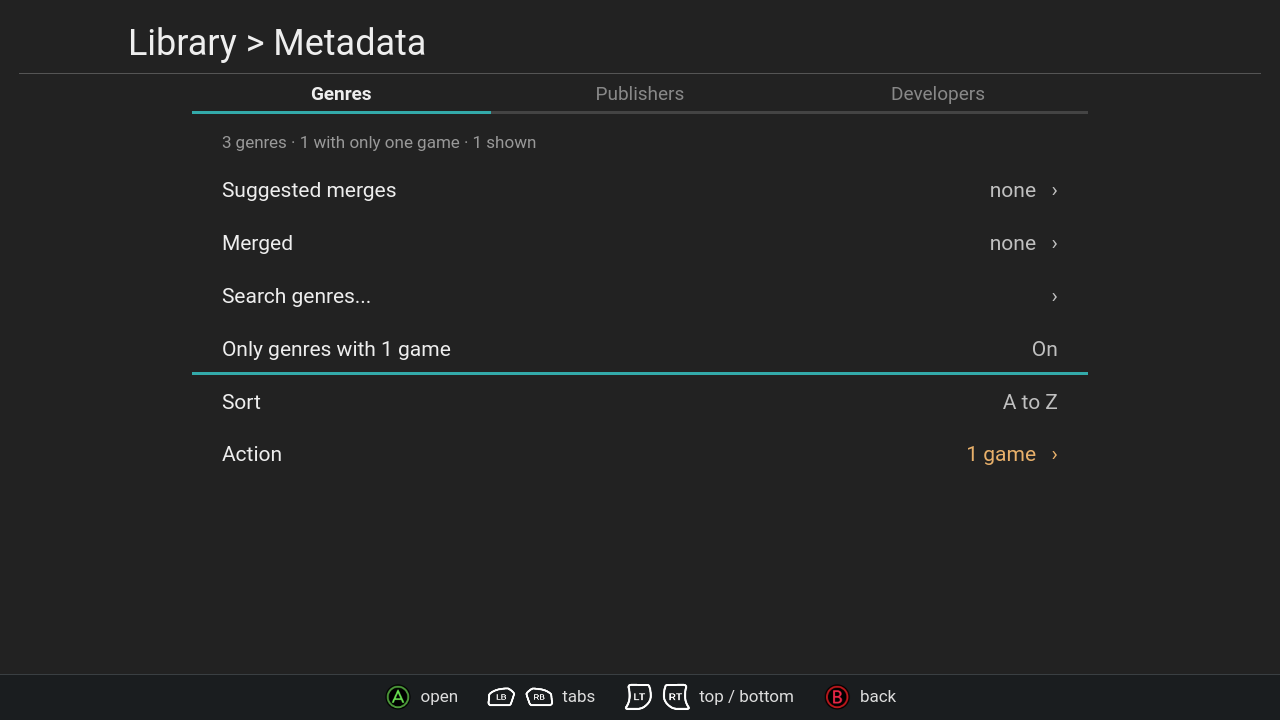 Library > Metadata
Genres Publishers Developers
3 genres · 1 with only one game · 1 shown
Suggested merges none ›
Merged none ›
Search genres... ›
Only genres with 1 game On
Sort A to Z
Action 1 game ›
A open LB RB tabs LT RT top / bottom B back